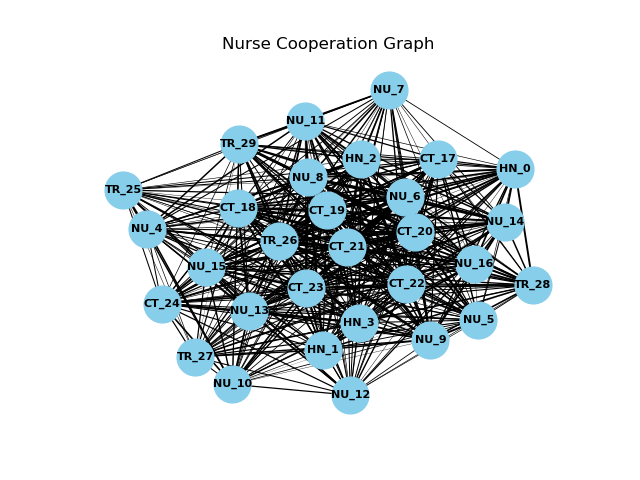 Nurse Cooperation Graph
NU_7
NU_11
TR_29
HN_2
CT_17
HN_0
NU_8
TR_25
NU_6
CT_18
CT_19
NU_14
NU_4
CT_20
TR_26
CT_21
NU_16
NU_15
CT_22
TR_28
CT_23
CT_24
NU_13
NU_5
HN_3
NU_9
HN_1
TR_27
NU_10
NU_12